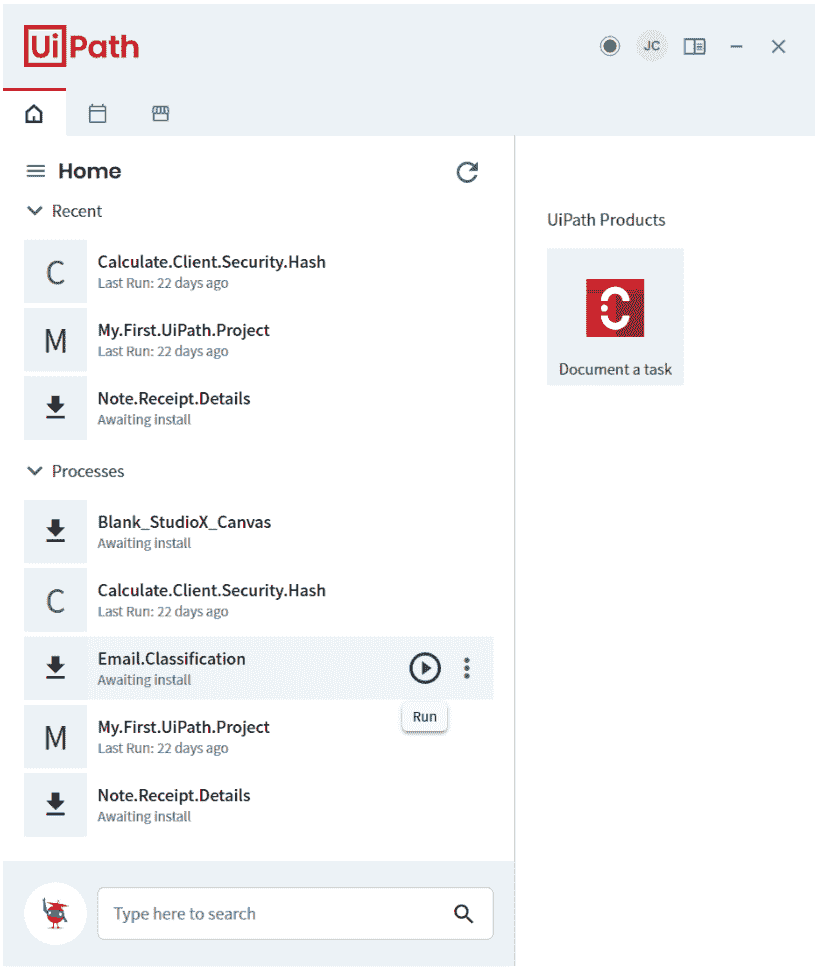 UiPath
JC
Home
Recent
Calculate.Client.Security.Hash
Last Run: 22 days ago
My.First.UiPath.Project
Last Run: 22 days ago
Note.Receipt.Details
Awaiting install
Processes
Blank_StudioX_Canvas
Awaiting install
Calculate.Client.Security.Hash
Last Run: 22 days ago
Email.Classification
Awaiting install
Run
My.First.UiPath.Project
Last Run: 22 days ago
Note.Receipt.Details
Awaiting install
Type here to search
UiPath Products
Document a task
C
M
C
M
C